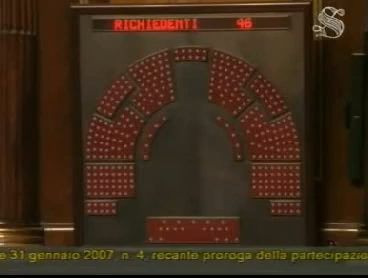 RICHIEDENTI 46
e 31 gennaio 2007, n. 4, recante proroga della partecipazio